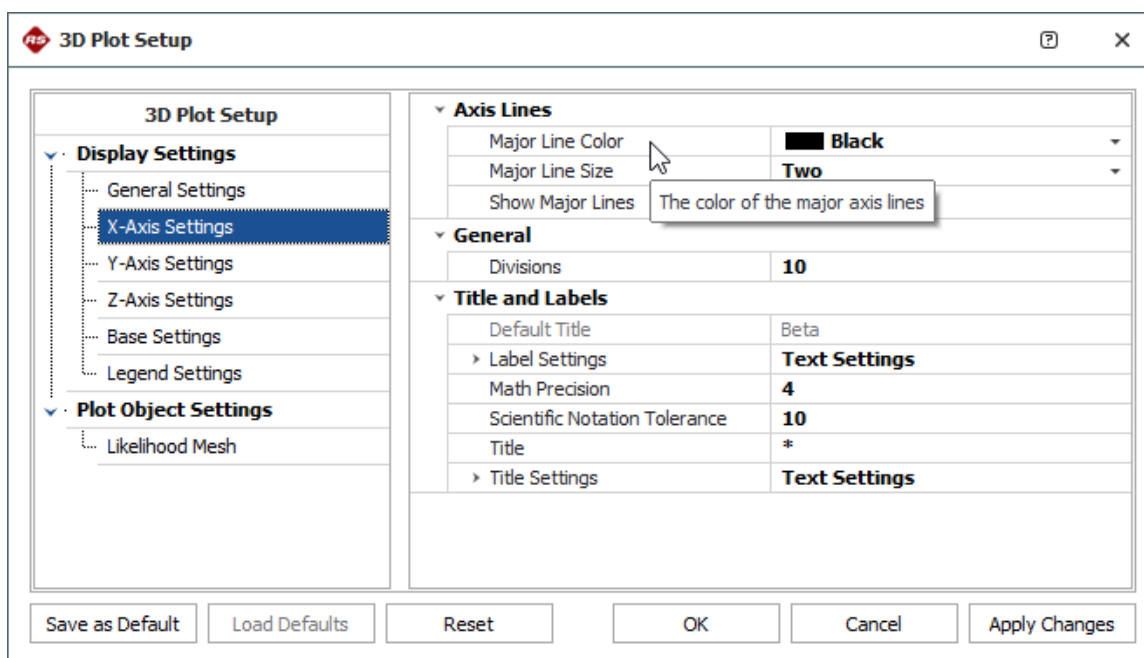 RS 3D Plot Setup
3D Plot Setup
Display Settings
General Settings
X-Axis Settings
Y-Axis Settings
Z-Axis Settings
Base Settings
Legend Settings
Plot Object Settings
Likelihood Mesh
Axis Lines
Major Line Color Black
Major Line Size Two
Show Major Lines
The color of the major axis lines
General
Divisions 10
Title and Labels
Default Title Beta
Label Settings Text Settings
Math Precision 4
Scientific Notation Tolerance 10
Title *
Title Settings Text Settings
Save as Default Load Defaults Reset OK Cancel Apply Changes